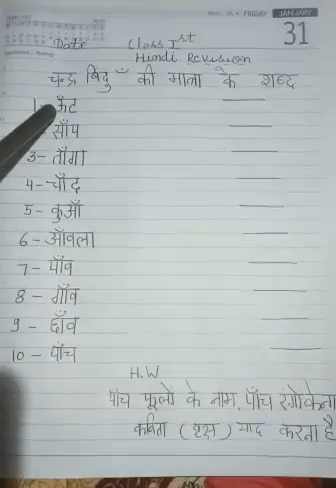 FRIDAY JANUARY
31
Date Class Ist
Hindi Revision
चन्द्र बिंदु ँ की मात्रा के शब्द
1- ऊँट
साँप
3- ताँगा
4- चाँद
5- कुआँ
6- आँवला
7- पाँव
8- गाँव
9- छाँव
10- पाँच
H.W
पाँच फूलों के नाम, पाँच रंगो के ना
कविता ( ) याद करना है